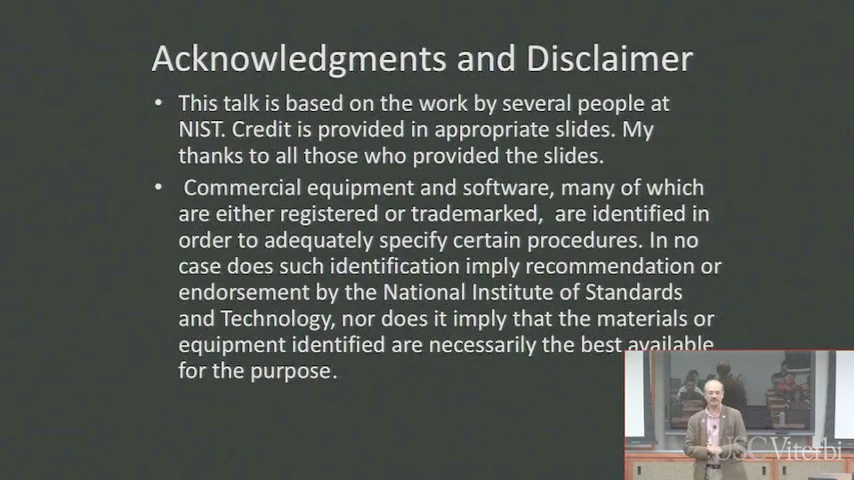 Acknowledgments and Disclaimer
• This talk is based on the work by several people at
NIST. Credit is provided in appropriate slides. My
thanks to all those who provided the slides.
• Commercial equipment and software, many of which
are either registered or trademarked, are identified in
order to adequately specify certain procedures. In no
case does such identification imply recommendation or
endorsement by the National Institute of Standards
and Technology, nor does it imply that the materials or
equipment identified are necessarily the best available
for the purpose.
USC Viterbi